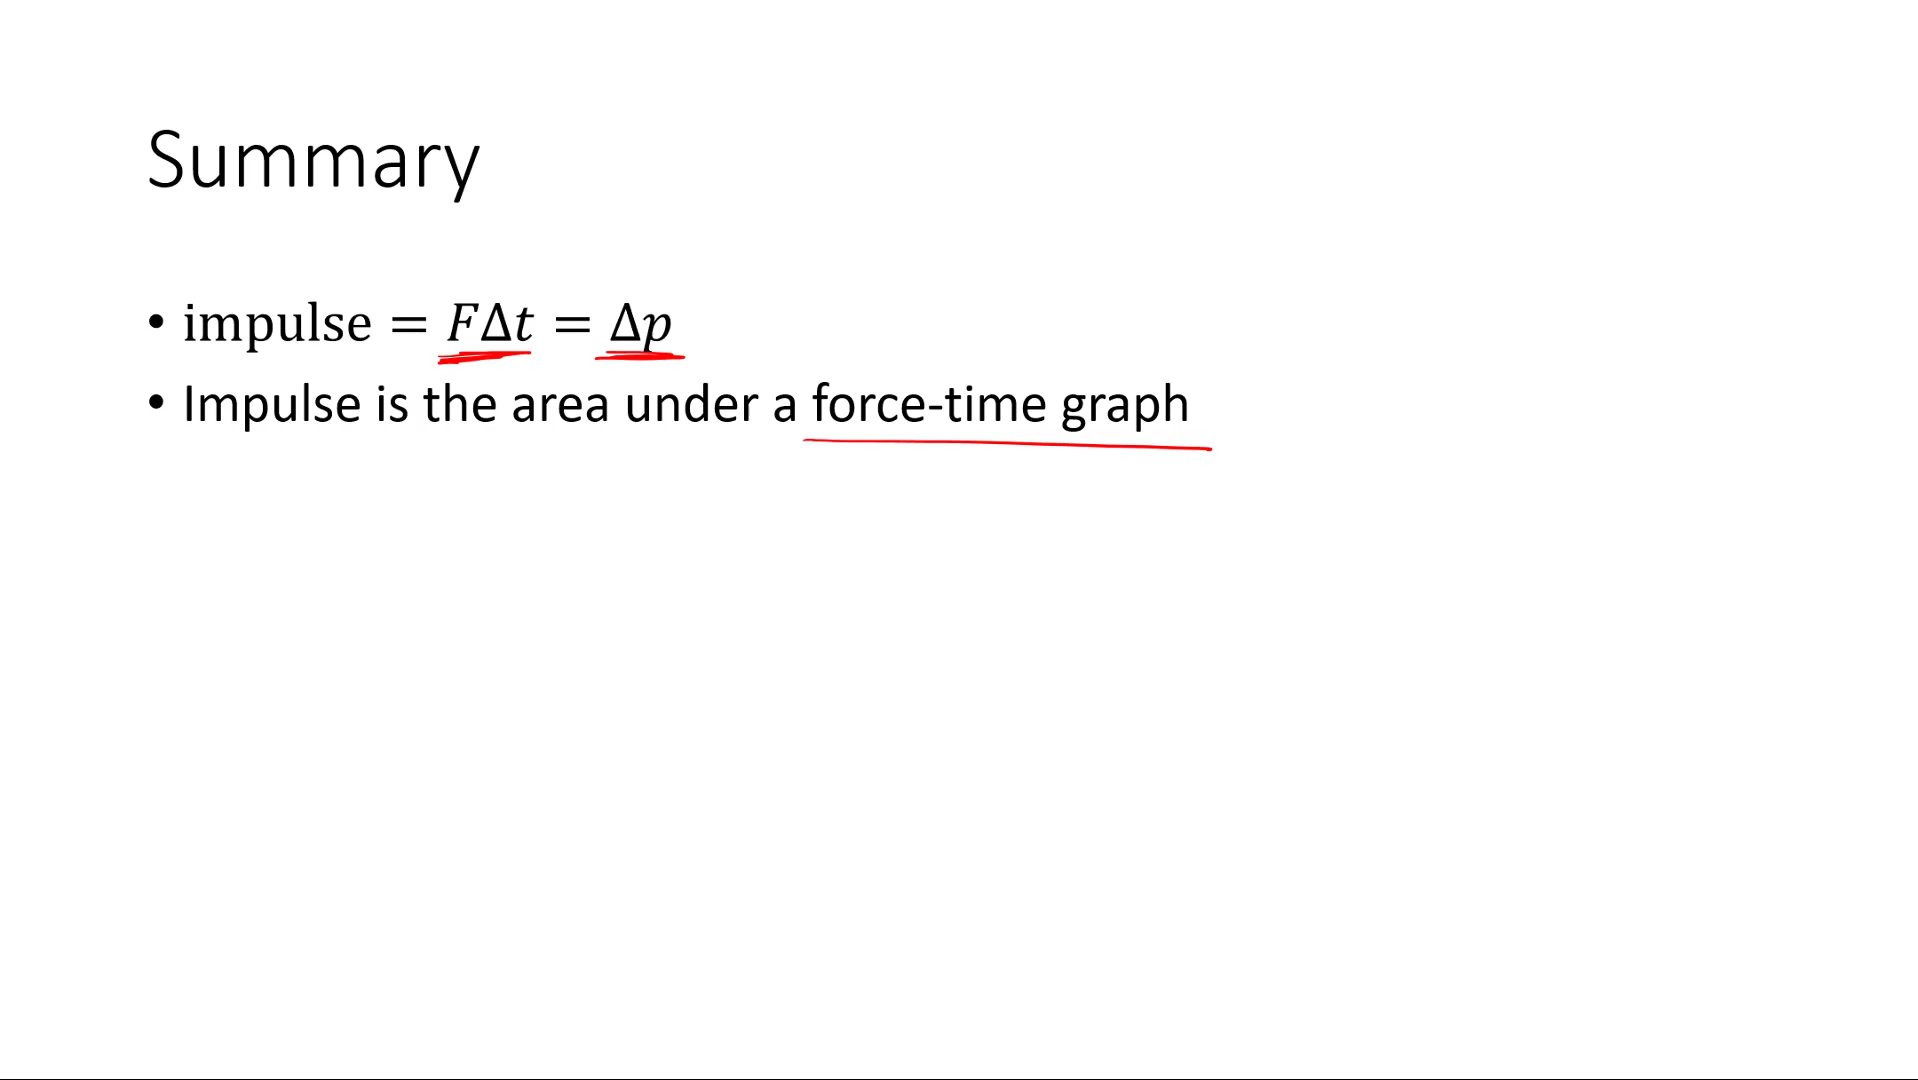 Summary
• impulse = FΔt = Δp
• Impulse is the area under a force-time graph